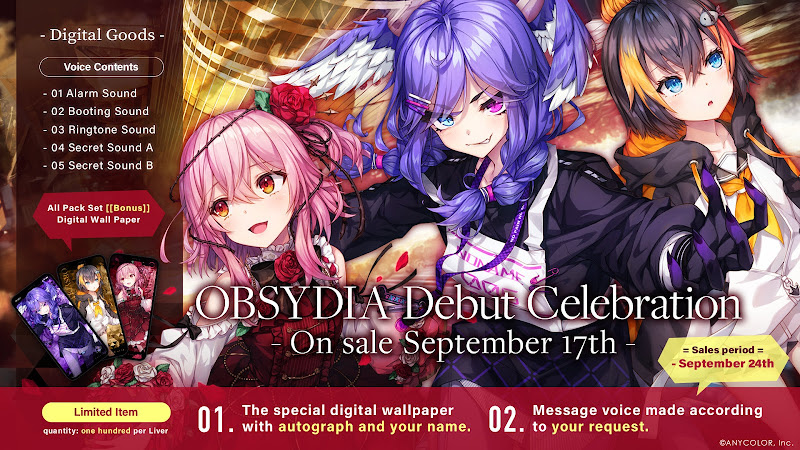 - Digital Goods -
Voice Contents
- 01 Alarm Sound
- 02 Booting Sound
- 03 Ringtone Sound
- 04 Secret Sound A
- 05 Secret Sound B
All Pack Set [[Bonus]]
Digital Wall Paper
NONAME
OBSYDIA Debut Celebration
- On sale September 17th -
= Sales period =
- September 24th
Limited Item
quantity: one hundred per Liver
01. The special digital wallpaper
with autograph and your name.
02. Message voice made according
to your request.
©ANYCOLOR, Inc.